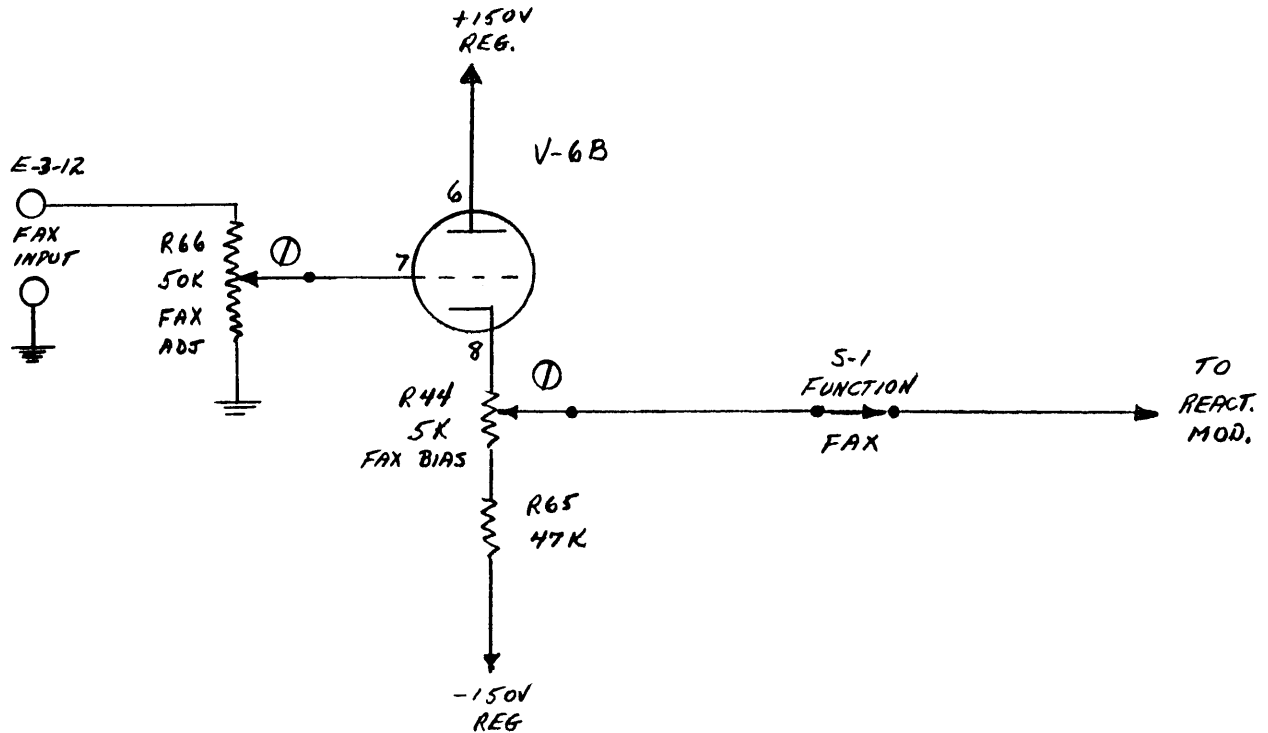 +150V
REG.
V-6B
E-3-12
FAX
INPUT
R66
50K
FAX
ADJ
6
7
8
R44
5K
FAX BIAS
R65
47K
S-1
FUNCTION
FAX
TO
REACT.
MOD.
-150V
REG